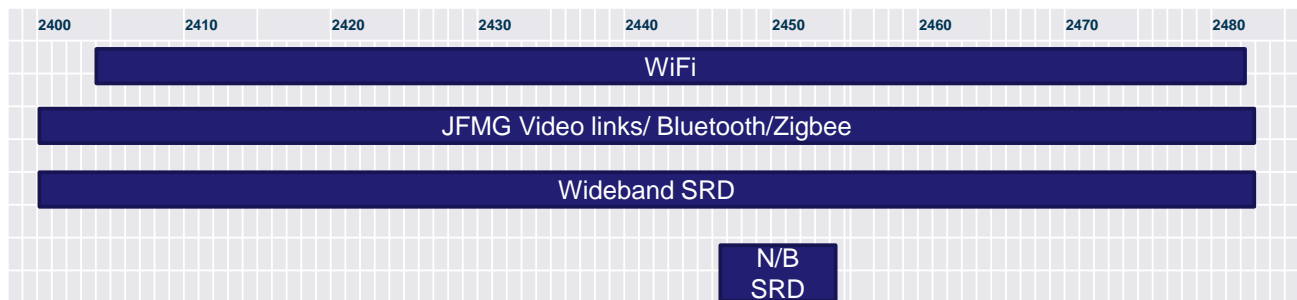 2400 2410 2420 2430 2440 2450 2460 2470 2480
WiFi
JFMG Video links/ Bluetooth/Zigbee
Wideband SRD
N/B
SRD